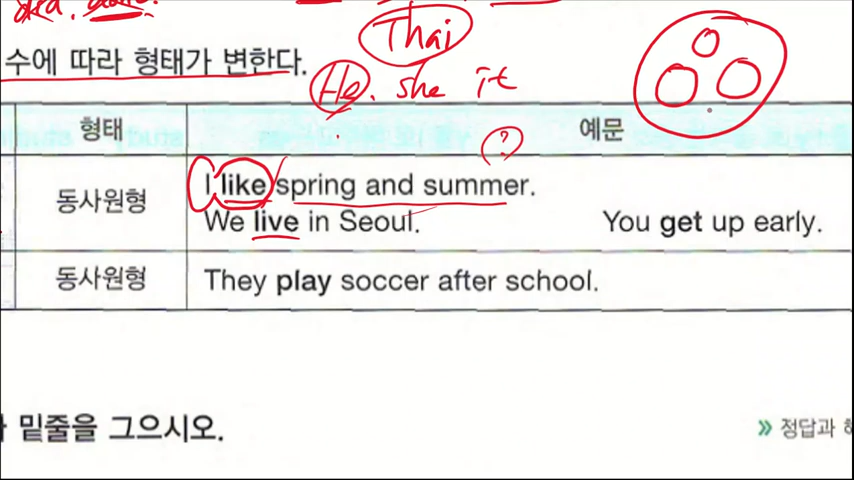 Thai
수에 따라 형태가 변한다.
He. she it
형태 예문
?
동사원형 I like spring and summer.
We live in Seoul. You get up early.
동사원형 They play soccer after school.
밑줄을 그으시오.
» 정답과